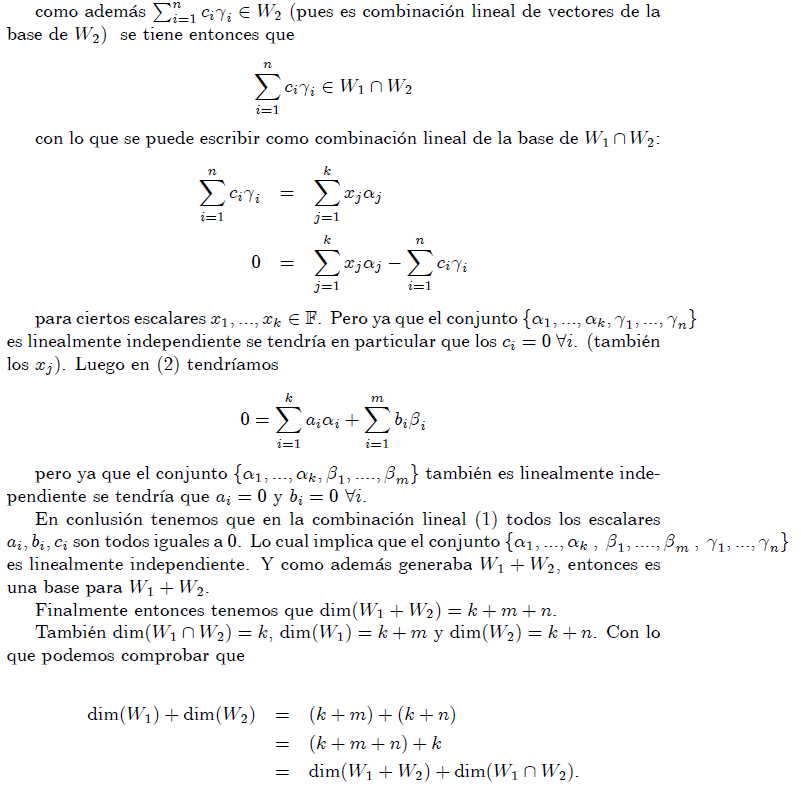 como además $\sum_{i=1}^{n} c_i\gamma_i \in W_2$ (pues es combinación lineal de vectores de la
base de $W_2$) se tiene entonces que
$$\sum_{i=1}^{n} c_i\gamma_i \in W_1 \cap W_2$$
con lo que se puede escribir como combinación lineal de la base de $W_1 \cap W_2$:
$$\sum_{i=1}^{n} c_i\gamma_i = \sum_{j=1}^{k} x_j\alpha_j$$
$$0 = \sum_{j=1}^{k} x_j\alpha_j - \sum_{i=1}^{n} c_i\gamma_i$$
para ciertos escalares $x_1, ..., x_k \in \mathbb{F}$. Pero ya que el conjunto $\{\alpha_1, ..., \alpha_k, \gamma_1, ..., \gamma_n\}$
es linealmente independiente se tendría en particular que los $c_i = 0 \ \forall i$. (también
los $x_j$). Luego en (2) tendríamos
$$0 = \sum_{i=1}^{k} a_i\alpha_i + \sum_{i=1}^{m} b_i\beta_i$$
pero ya que el conjunto $\{\alpha_1, ..., \alpha_k, \beta_1, ...., \beta_m\}$ también es linealmente inde-
pendiente se tendría que $a_i = 0$ y $b_i = 0 \ \forall i$.
En conlusión tenemos que en la combinación lineal (1) todos los escalares
$a_i, b_i, c_i$ son todos iguales a 0. Lo cual implica que el conjunto $\{\alpha_1, ..., \alpha_k \ , \ \beta_1, ...., \beta_m \ , \ \gamma_1, ..., \gamma_n\}$
es linealmente independiente. Y como además generaba $W_1 + W_2$, entonces es
una base para $W_1 + W_2$.
Finalmente entonces tenemos que $\dim(W_1 + W_2) = k + m + n$.
También $\dim(W_1 \cap W_2) = k$, $\dim(W_1) = k + m$ y $\dim(W_2) = k + n$. Con lo
que podemos comprobar que
$$\dim(W_1) + \dim(W_2) = (k + m) + (k + n)$$
$$= (k + m + n) + k$$
$$= \dim(W_1 + W_2) + \dim(W_1 \cap W_2).$$